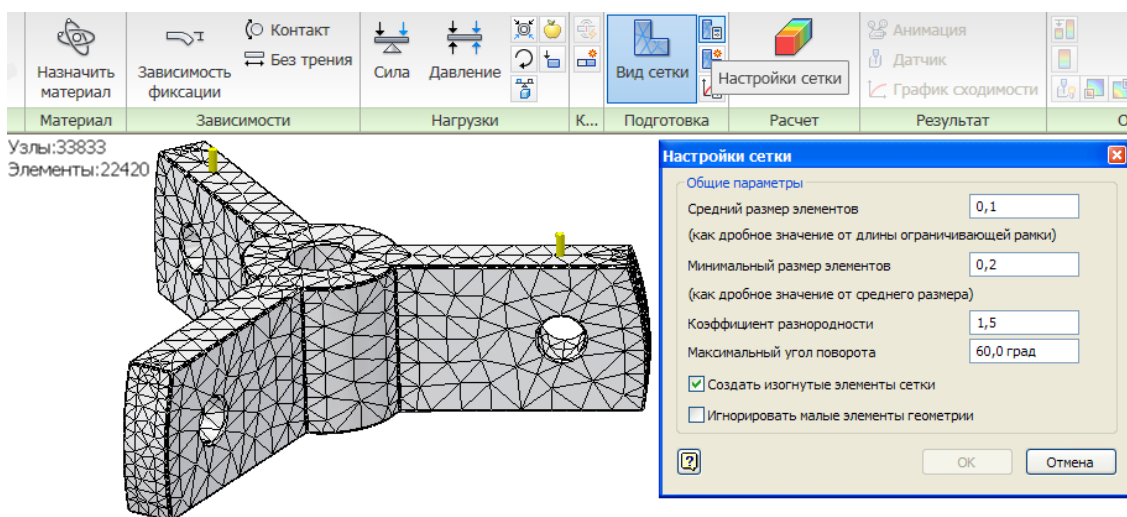 Назначить
материал
Зависимость
фиксации
Контакт
Без трения
Сила
Давление
Вид сетки
Настройки сетки
Анимация
Датчик
График сходимости
Материал
Зависимости
Нагрузки
К...
Подготовка
Расчет
Результат
О
Узлы:33833
Элементы:22420
Настройки сетки
Общие параметры
Средний размер элементов 0,1
(как дробное значение от длины ограничивающей рамки)
Минимальный размер элементов 0,2
(как дробное значение от среднего размера)
Коэффициент разнородности 1,5
Максимальный угол поворота 60,0 град
Создать изогнутые элементы сетки
Игнорировать малые элементы геометрии
ОК
Отмена